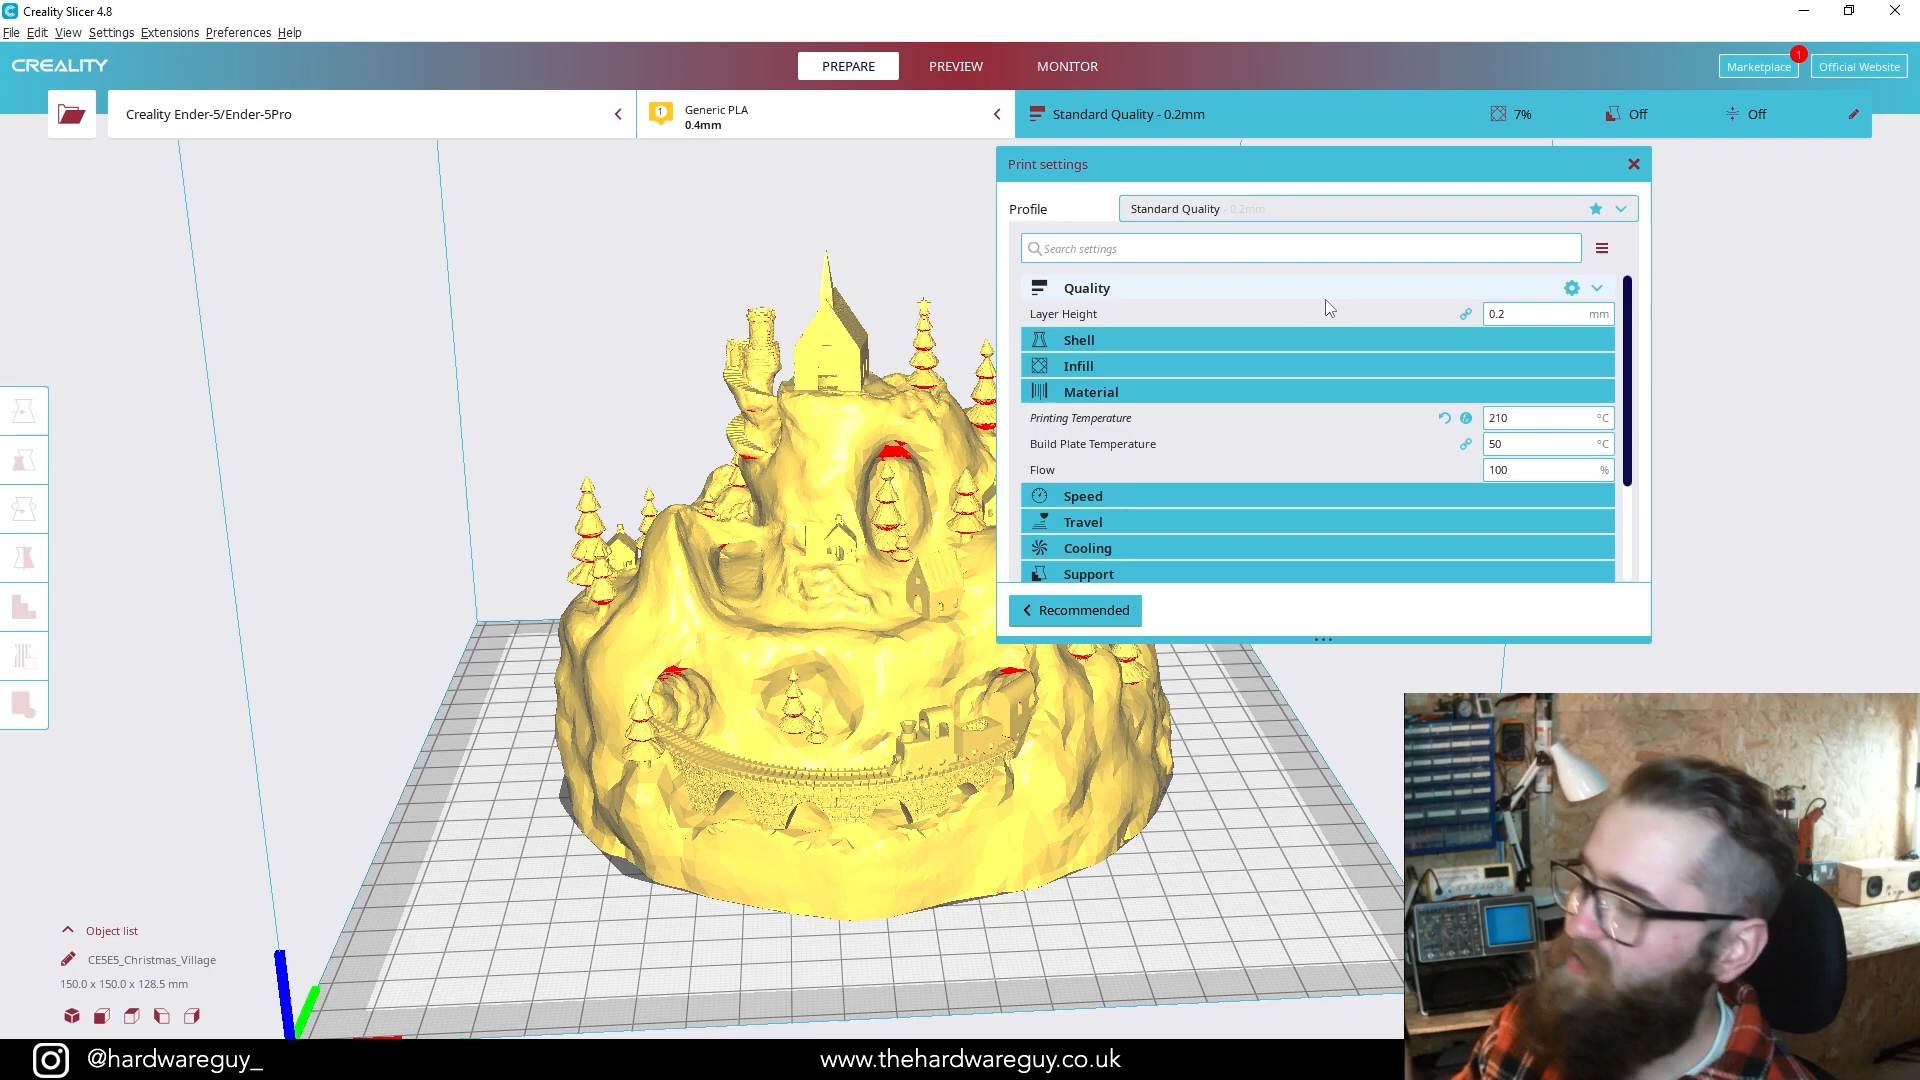 Creality Slicer 4.8
File Edit View Settings Extensions Preferences Help
CREALITY
PREPARE PREVIEW MONITOR
Marketplace 1 Official Website
Creality Ender-5/Ender-5Pro
1 Generic PLA
0.4mm
Standard Quality - 0.2mm 7% Off Off
Print settings
Profile Standard Quality - 0.2mm
Search settings
Quality
Layer Height 0.2 mm
Shell
Infill
Material
Printing Temperature 210 °C
Build Plate Temperature 50 °C
Flow 100 %
Speed
Travel
Cooling
Support
Recommended
Object list
CE5E5_Christmas_Village
150.0 x 150.0 x 128.5 mm
@hardwareguy_ www.thehardwareguy.co.uk